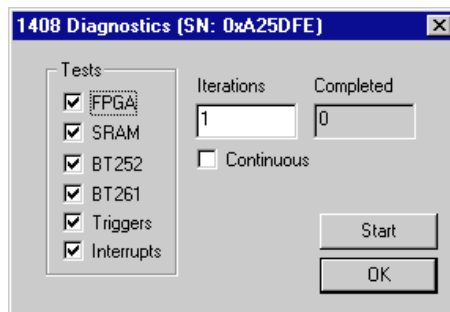 1408 Diagnostics (SN: 0xA25DFE)
Tests
FPGA
SRAM
BT252
BT261
Triggers
Interrupts
Iterations
1
Completed
0
Continuous
Start
OK